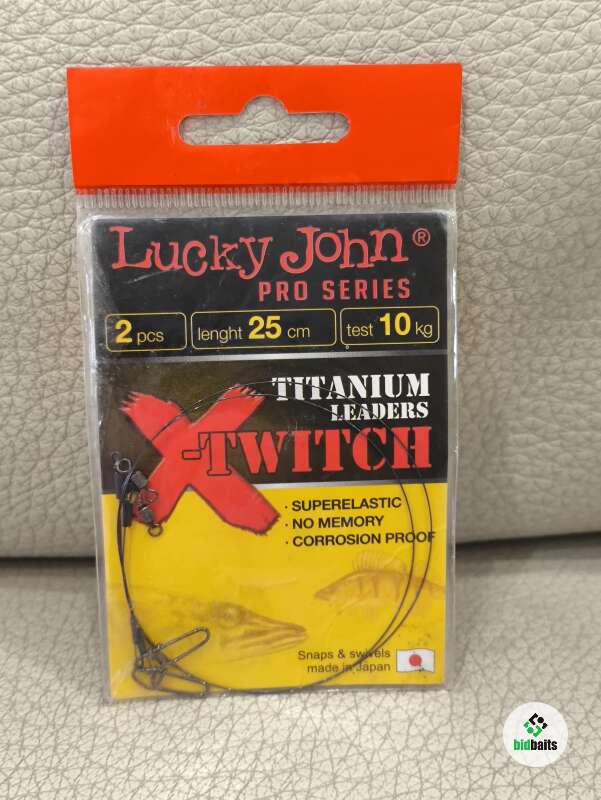 Lucky John®
PRO SERIES
2 pcs
lenght 25 cm
test 10 kg
TITANIUM
LEADERS
X-TWITCH
· SUPERELASTIC
· NO MEMORY
· CORROSION PROOF
Snaps & swivels
made in Japan
bidbaits